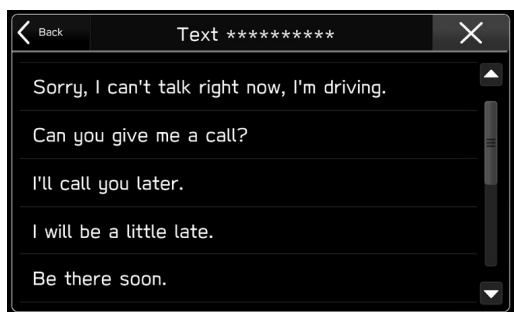 Back
Text **********
Sorry, I can't talk right now, I'm driving.
Can you give me a call?
I'll call you later.
I will be a little late.
Be there soon.